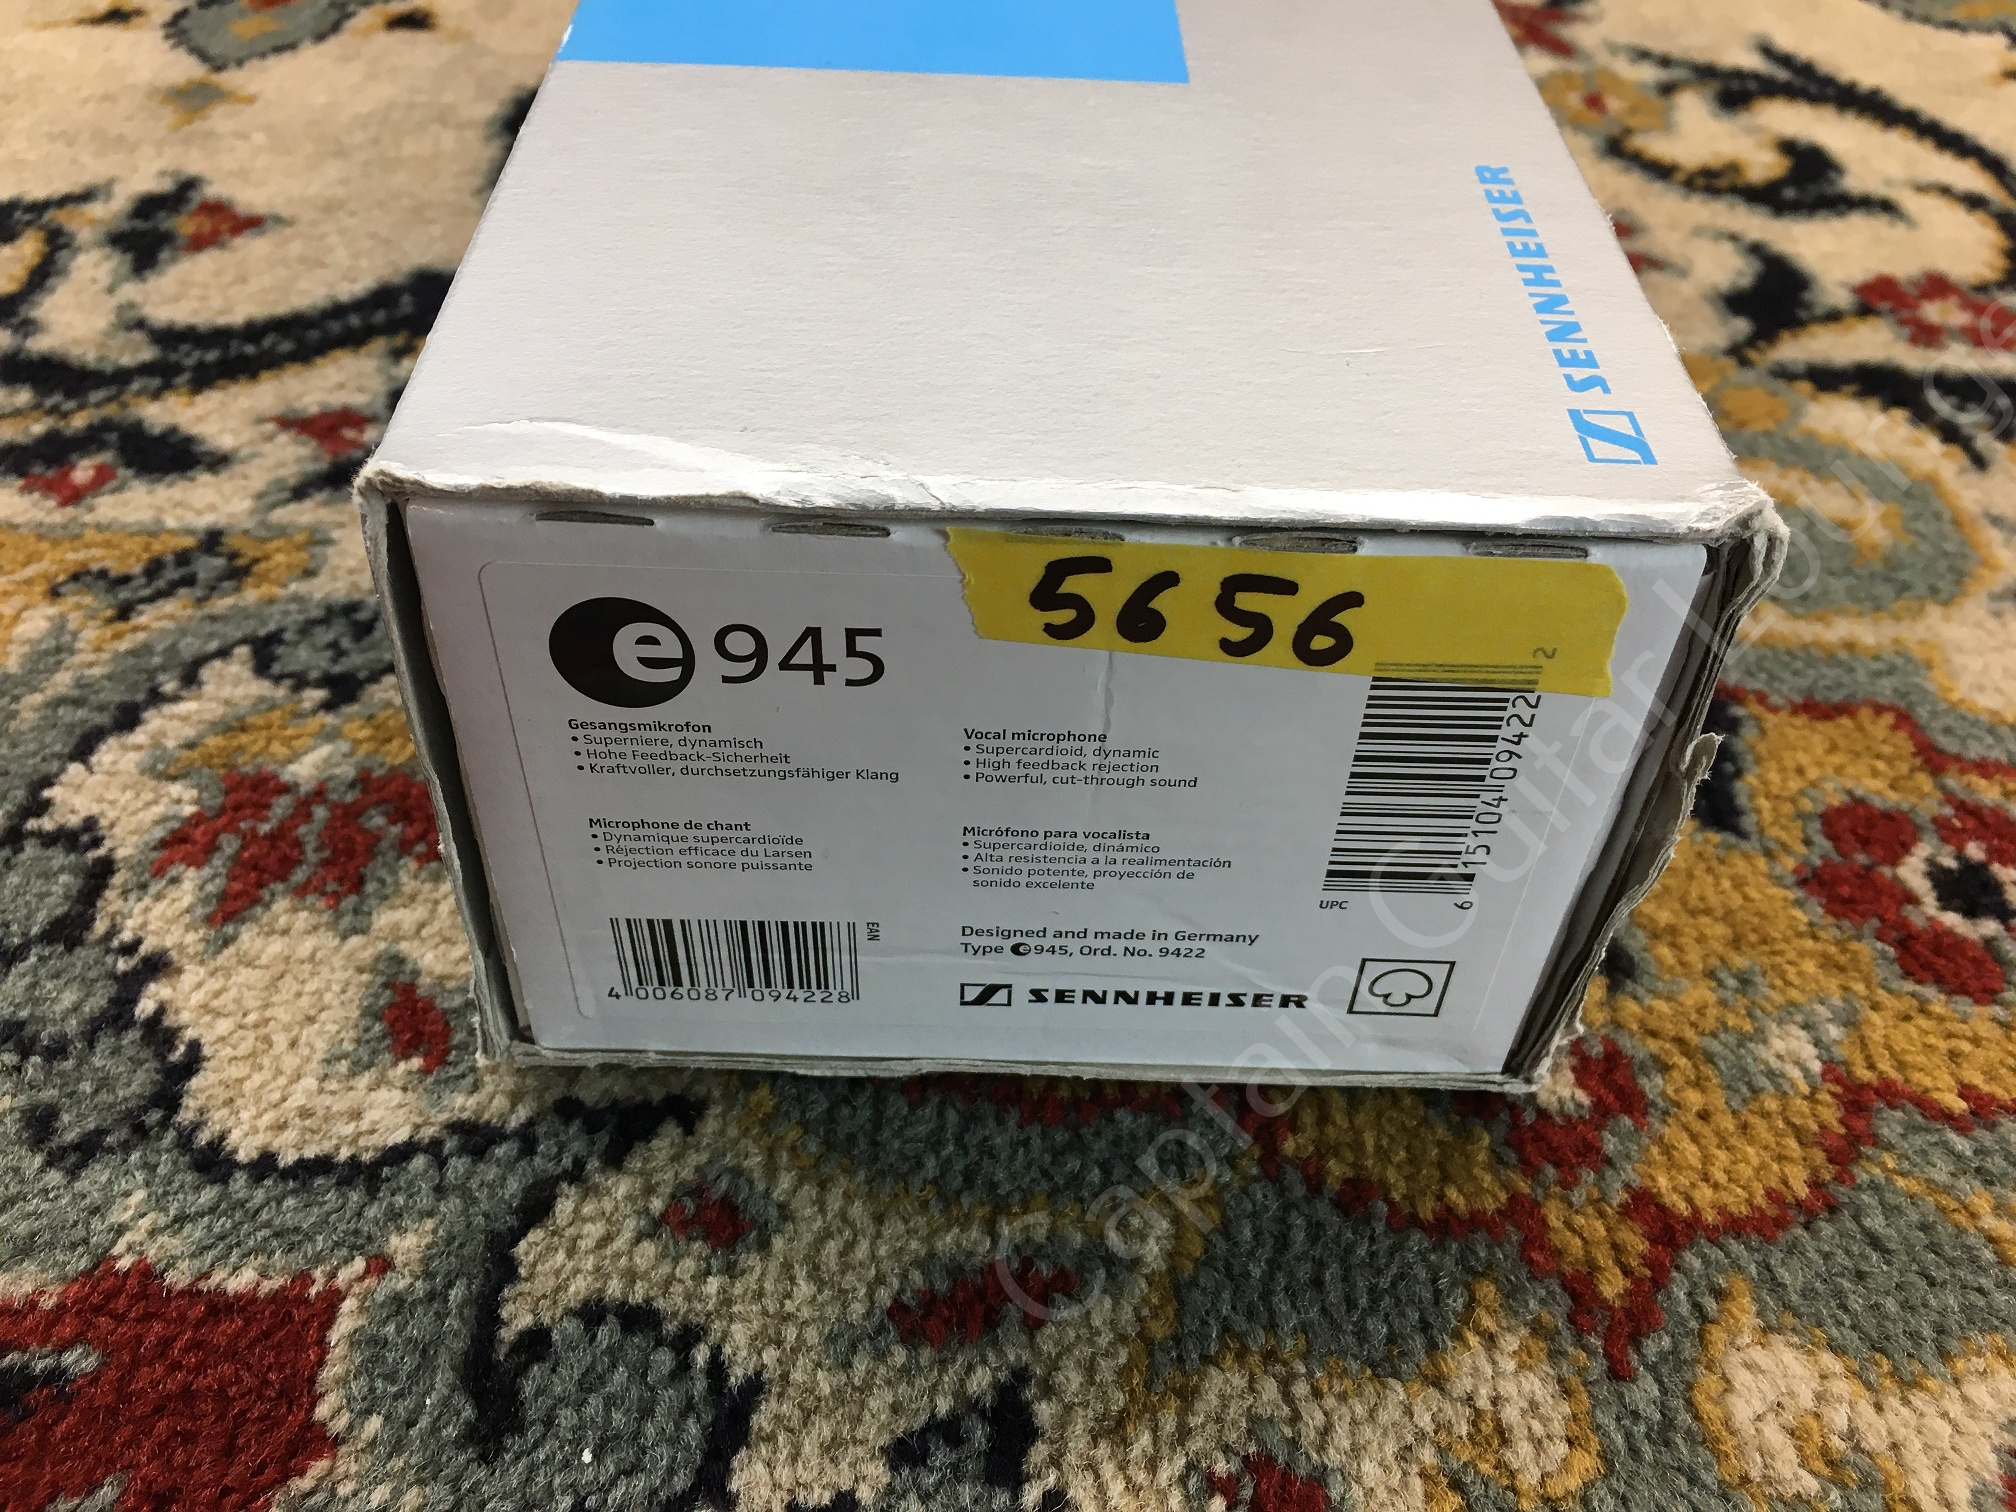 SENNHEISER
5656
e945
Gesangsmikrofon
• Superniere, dynamisch
• Hohe Feedback-Sicherheit
• Kraftvoller, durchsetzungsfähiger Klang
Vocal microphone
• Supercardioid, dynamic
• High feedback rejection
• Powerful, cut-through sound
Microphone de chant
• Dynamique supercardioïde
• Réjection efficace du Larsen
• Projection sonore puissante
Micrófono para vocalista
• Supercardioide, dinámico
• Alta resistencia a la realimentación
• Sonido potente, proyección de
sonido excelente
6 15104 09422 2
UPC
EAN
4 006087 094228
Designed and made in Germany
Type e945, Ord. No. 9422
SENNHEISER
Captain Guitar Lounge